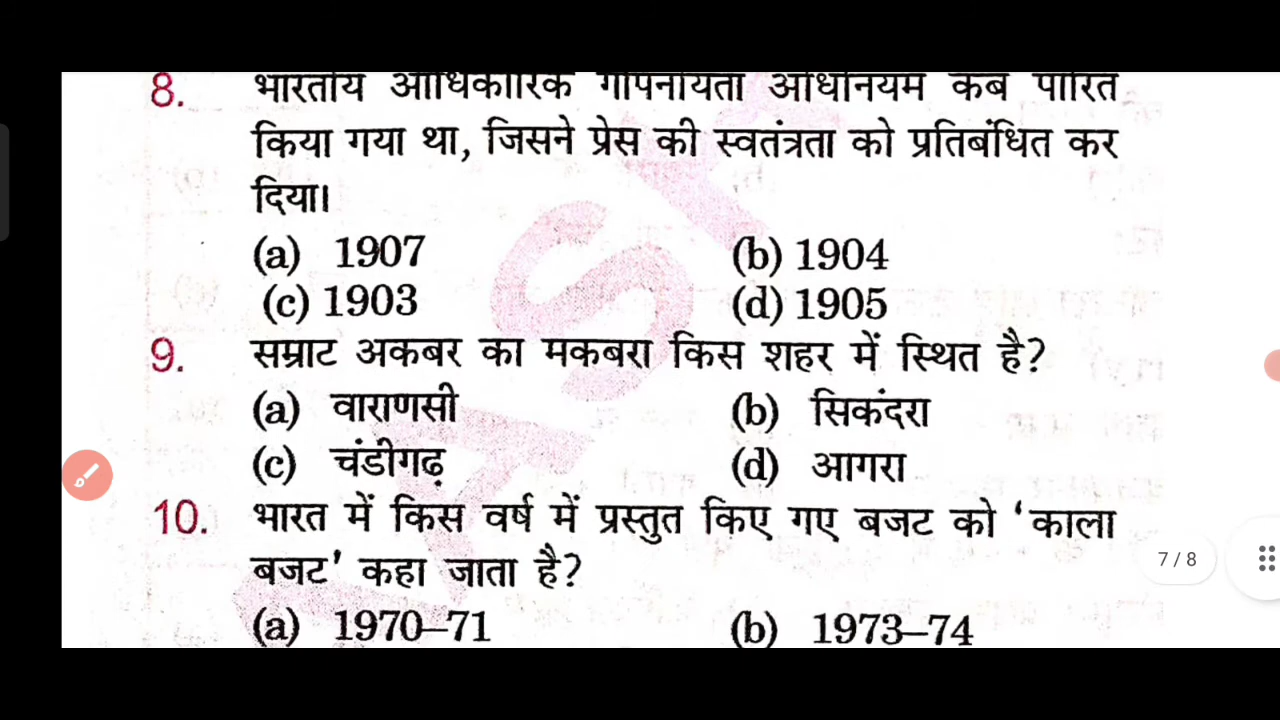 8. भारतीय आधिकारिक गोपनीयता अधिनियम कब पारित
किया गया था, जिसने प्रेस की स्वतंत्रता को प्रतिबंधित कर
दिया।
(a) 1907 (b) 1904
(c) 1903 (d) 1905
9. सम्राट अकबर का मकबरा किस शहर में स्थित है?
(a) वाराणसी (b) सिकंदरा
(c) चंडीगढ़ (d) आगरा
10. भारत में किस वर्ष में प्रस्तुत किए गए बजट को ‘काला
बजट’ कहा जाता है?
7 / 8
(a) 1970–71 (b) 1973–74